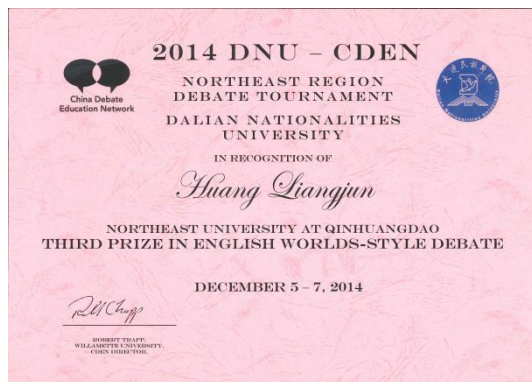 2014 DNU – CDEN
China Debate
Education Network
NORTHEAST REGION
DEBATE TOURNAMENT
DALIAN NATIONALITIES
UNIVERSITY
IN RECOGNITION OF
Huang Liangjun
NORTHEAST UNIVERSITY AT QINHUANGDAO
THIRD PRIZE IN ENGLISH WORLDS-STYLE DEBATE
DECEMBER 5 – 7, 2014
ROBERT TRAPP,
WILLAMETTE UNIVERSITY,
CDEN DIRECTOR,